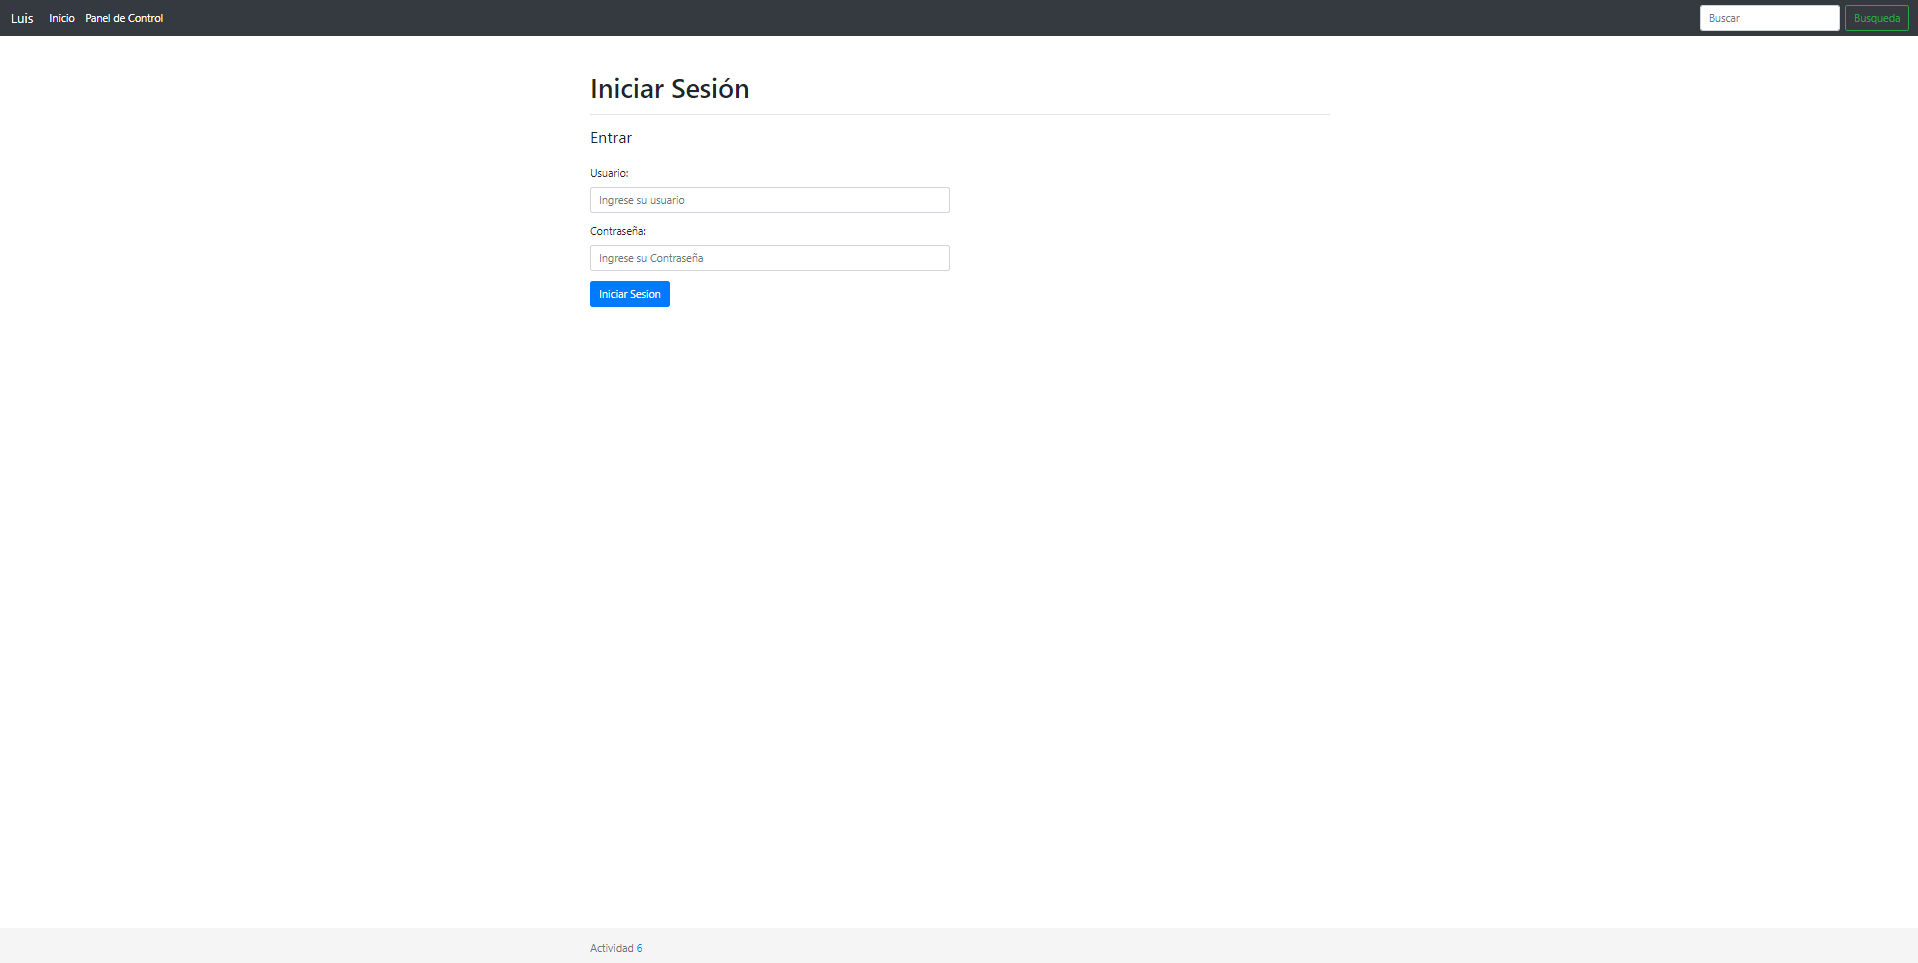 Luis Inicio Panel de Control Buscar Busqueda
Iniciar Sesión
Entrar
Usuario:
Ingrese su usuario
Contraseña:
Ingrese su Contraseña
Iniciar Sesion
Actividad 6